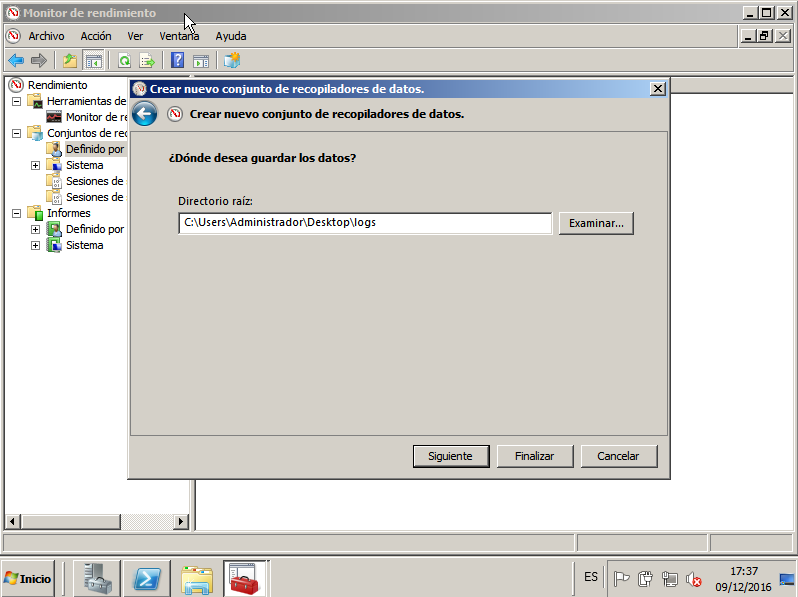 Monitor de rendimiento
Archivo Acción Ver Ventana Ayuda
Rendimiento
Herramientas de
Monitor de re
Conjuntos de rec
Definido por
Sistema
Sesiones de
Sesiones de
Informes
Definido por
Sistema
Crear nuevo conjunto de recopiladores de datos.
Crear nuevo conjunto de recopiladores de datos.
¿Dónde desea guardar los datos?
Directorio raíz:
C:\Users\Administrador\Desktop\logs
Examinar...
Siguiente Finalizar Cancelar
Inicio
ES
17:37
09/12/2016